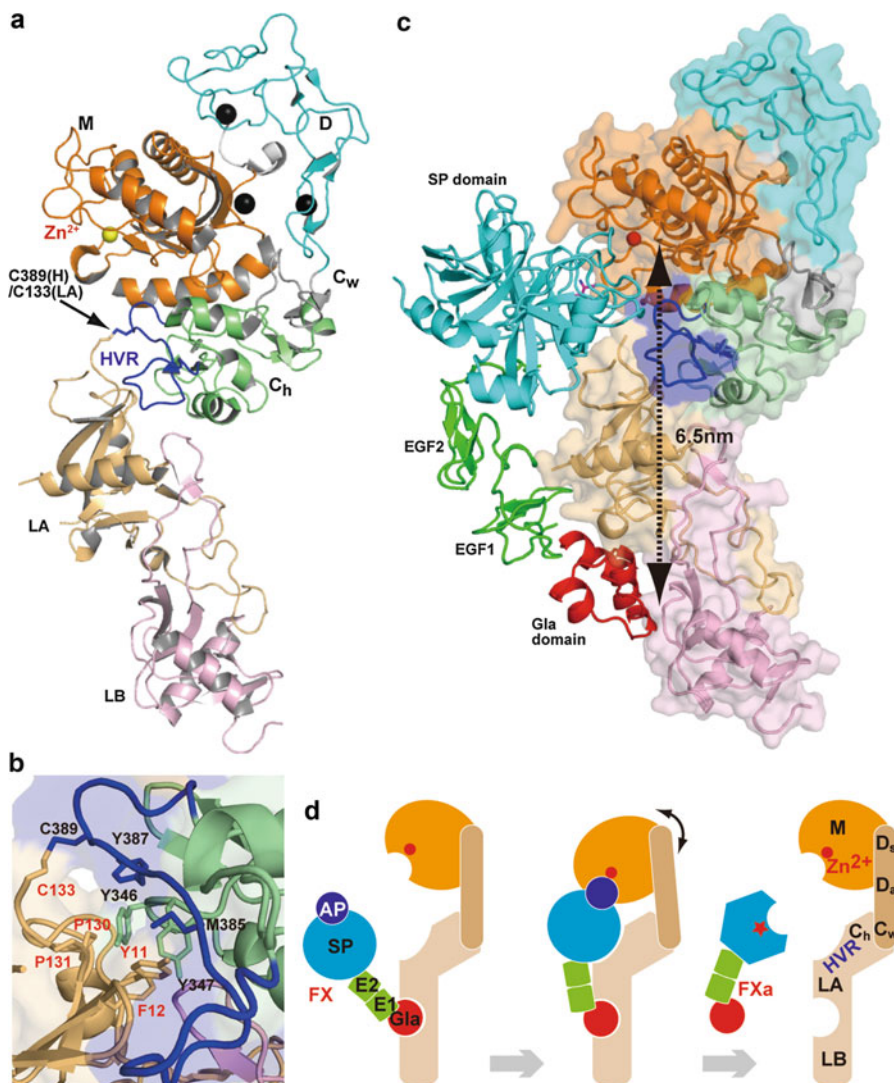 a
M
D
Zn2+
C389(H)
/C133(LA)
HVR
Cw
Ch
LA
LB
c
SP domain
EGF2
EGF1
Gla
domain
6.5nm
b
C389
Y387
C133
Y346
P130
M385
P131
Y11
Y347
F12
d
AP
SP
FX
E2
E1
Gla
FXa
M
Zn2+
Ds
Da
Ch
Cw
HVR
LA
LB